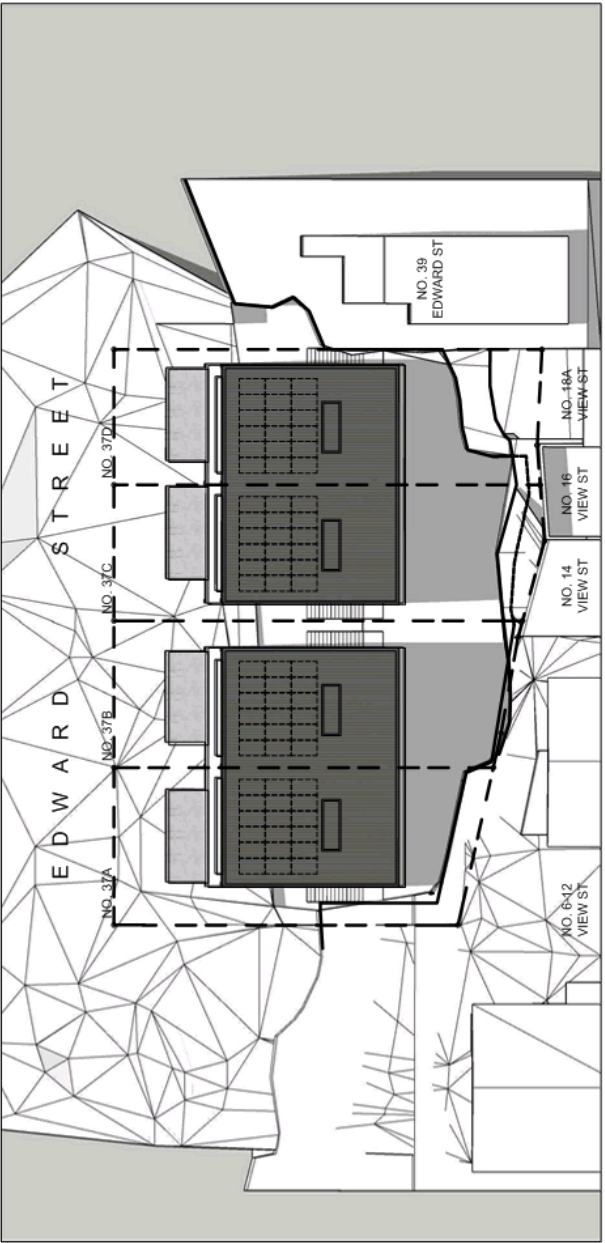 EDWARD STREET
NO. 37A
NO. 37B
NO. 37C
NO. 37D
NO. 39
EDWARD ST
NO. 6-12
VIEW ST
NO. 14
VIEW ST
NO. 16
VIEW ST
NO. 18A
VIEW ST